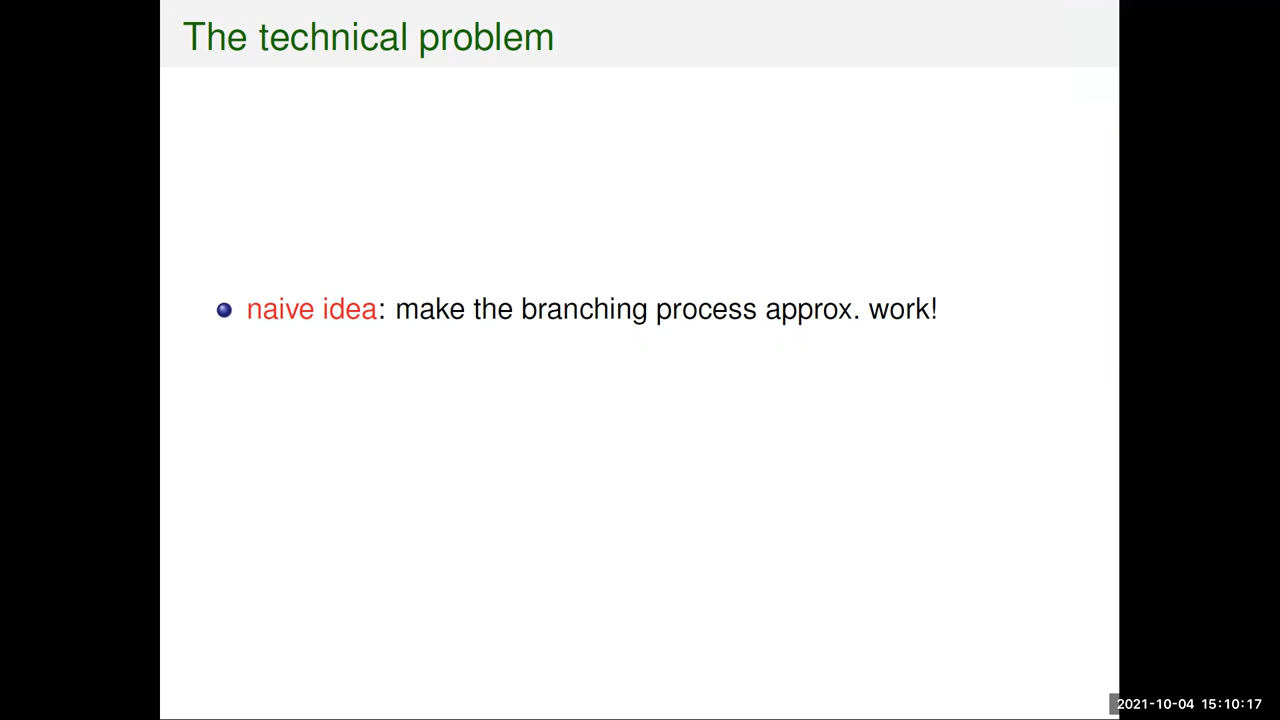 The technical problem
naive idea: make the branching process approx. work!
2021-10-04 15:10:17